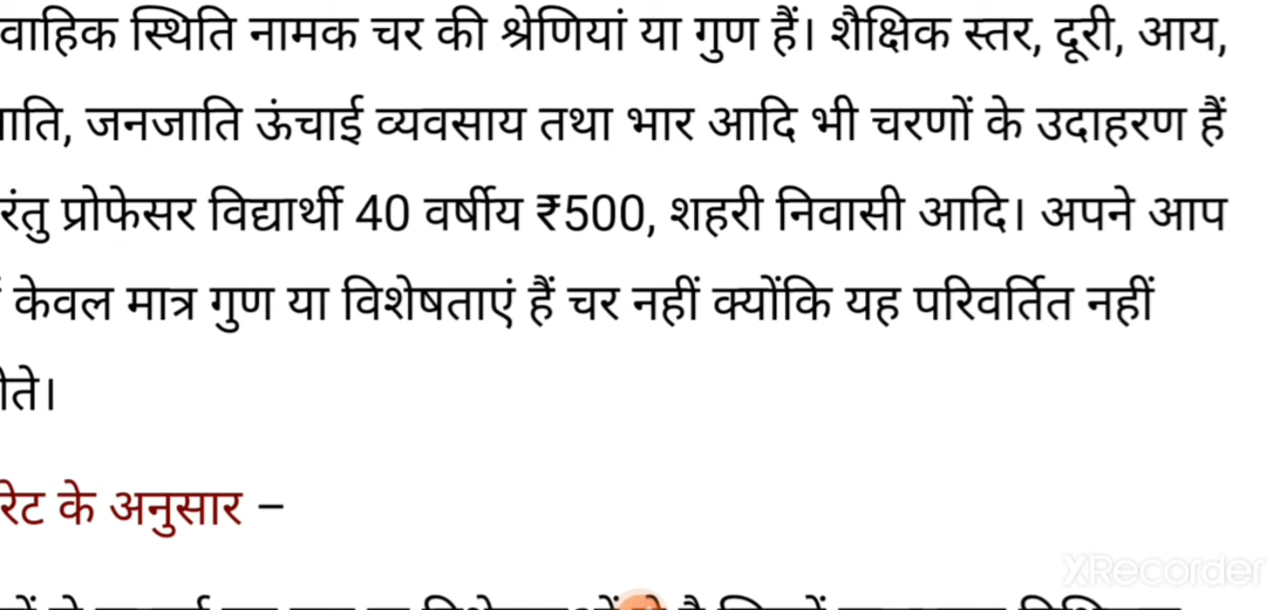 वाहिक स्थिति नामक चर की श्रेणियां या गुण हैं। शैक्षिक स्तर, दूरी, आय,
ाति, जनजाति ऊंचाई व्यवसाय तथा भार आदि भी चरणों के उदाहरण हैं
रंतु प्रोफेसर विद्यार्थी 40 वर्षीय ₹500, शहरी निवासी आदि। अपने आप
केवल मात्र गुण या विशेषताएं हैं चर नहीं क्योंकि यह परिवर्तित नहीं
ोते।
रेट के अनुसार –
XRecorder